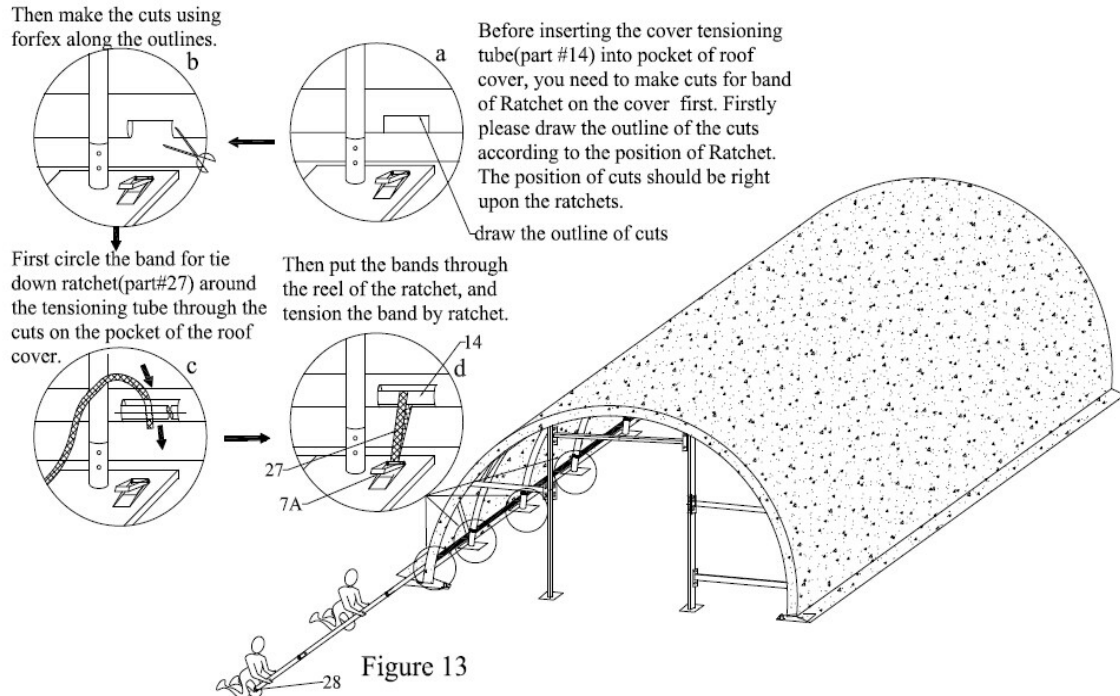 Then make the cuts using
forfex along the outlines.
b
a
Before inserting the cover tensioning
tube(part #14) into pocket of roof
cover, you need to make cuts for band
of Ratchet on the cover first. Firstly
please draw the outline of the cuts
according to the position of Ratchet.
The position of cuts should be right
upon the ratchets.
draw the outline of cuts
First circle the band for tie
down ratchet(part#27) around
the tensioning tube through the
cuts on the pocket of the roof
cover.
c
Then put the bands through
the reel of the ratchet, and
tension the band by ratchet.
14
d
27
7A
28
Figure 13